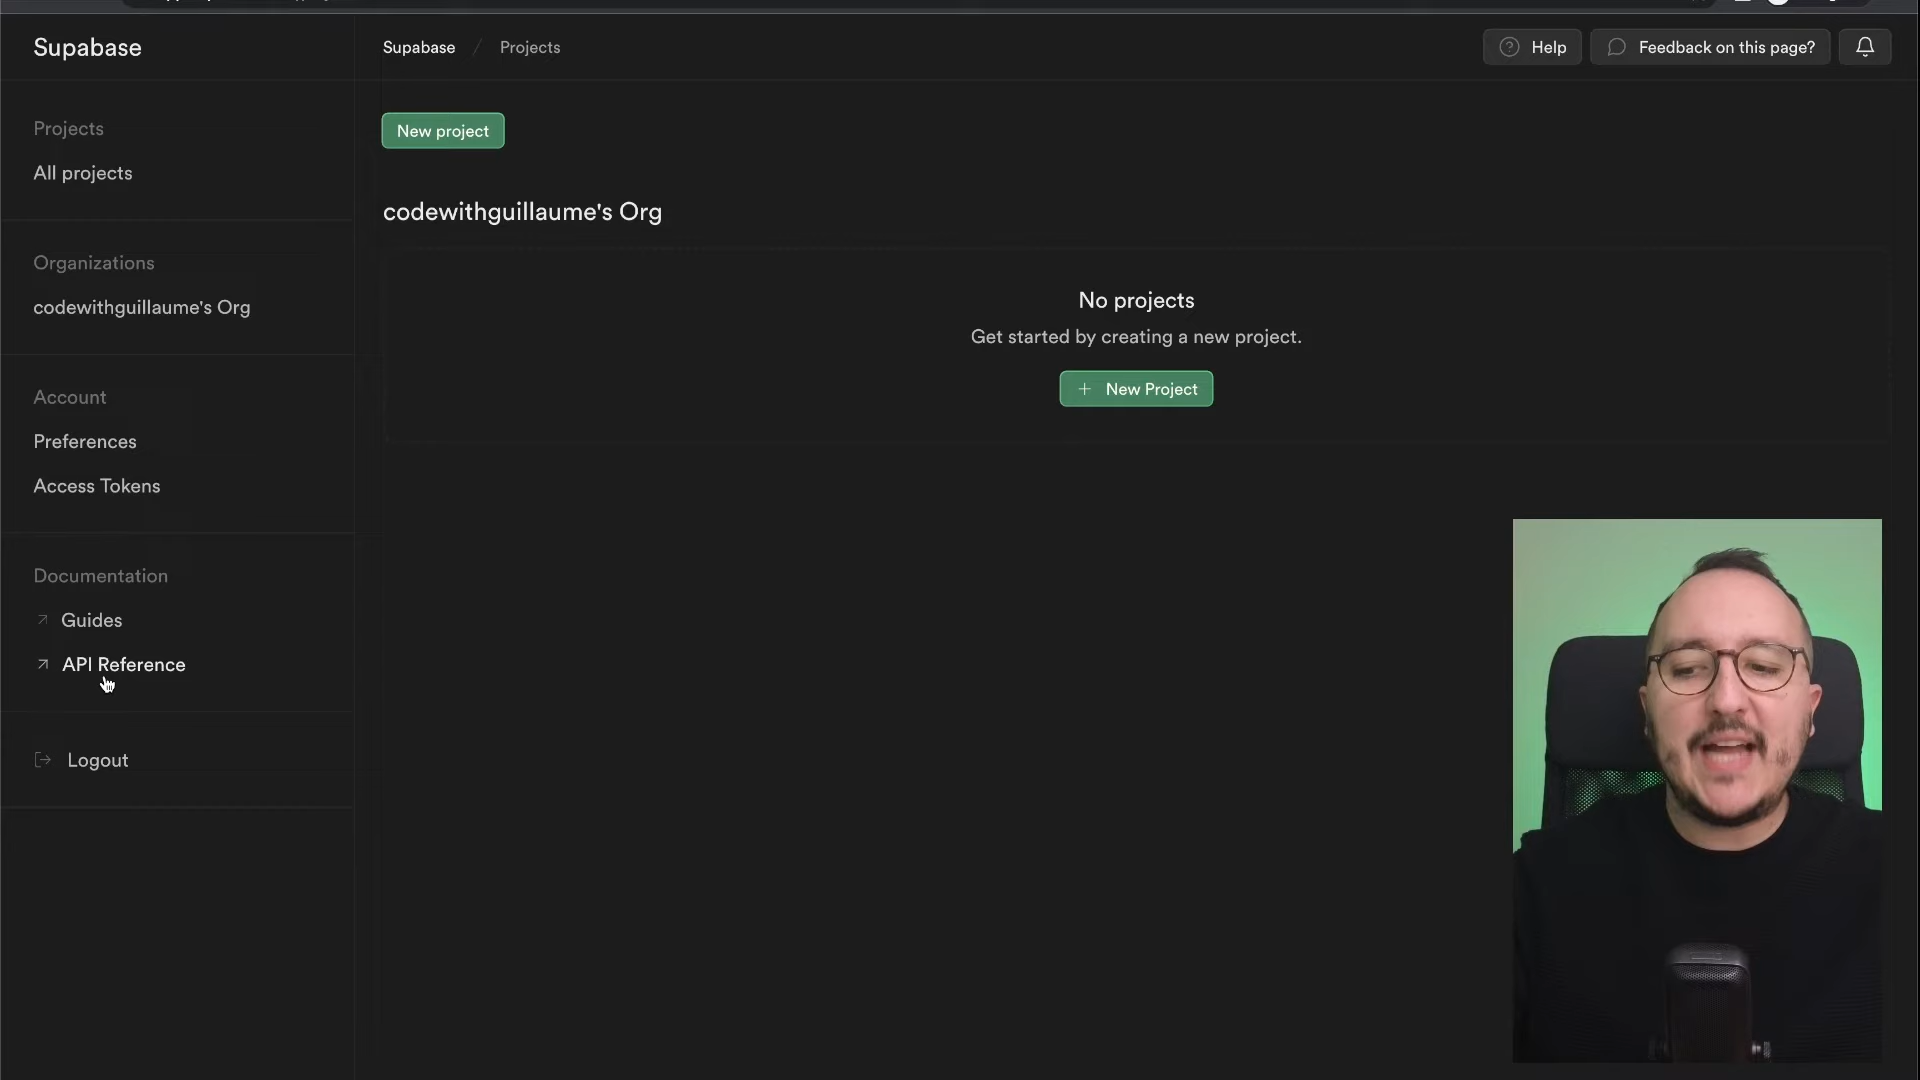 Supabase
Supabase / Projects
Help
Feedback on this page?
Projects
New project
All projects
codewithguillaume's Org
Organizations
codewithguillaume's Org
No projects
Get started by creating a new project.
+ New Project
Account
Preferences
Access Tokens
Documentation
Guides
API Reference
Logout